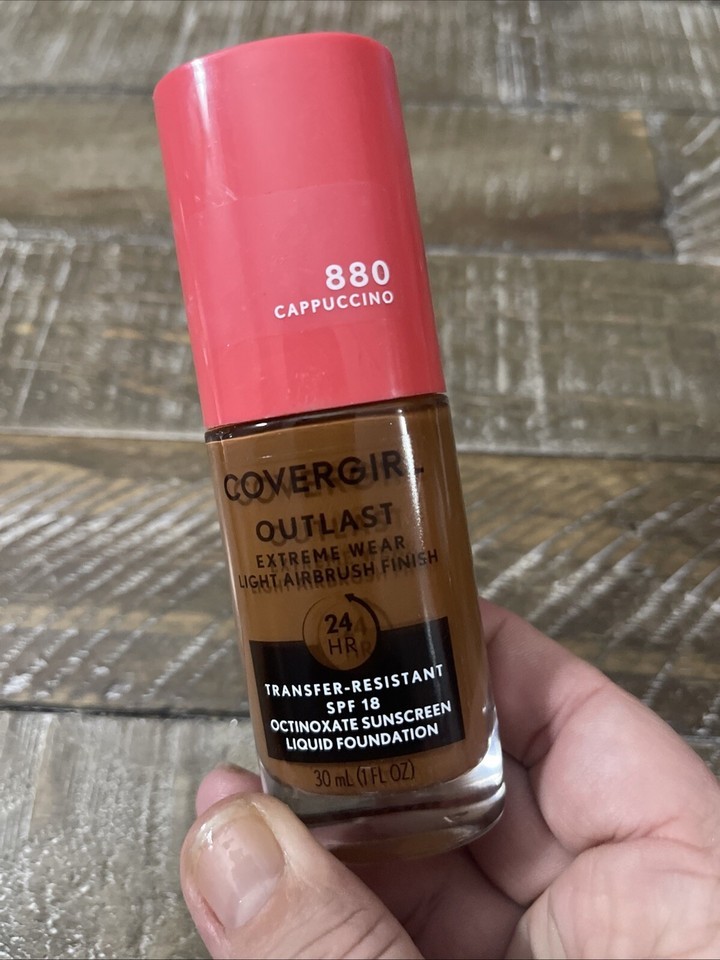 880
CAPPUCCINO
COVERGIRL
OUTLAST
EXTREME WEAR
LIGHT AIRBRUSH FINISH
24
HR
TRANSFER-RESISTANT
SPF 18
OCTINOXATE SUNSCREEN
LIQUID FOUNDATION
30 mL (1 FL OZ)